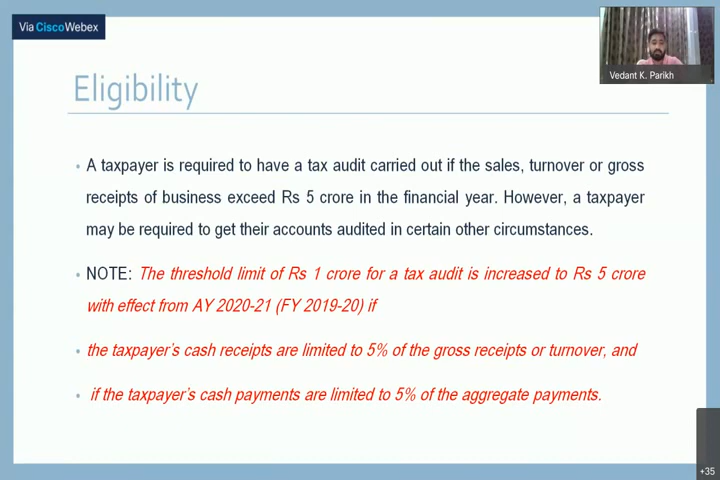 Via CiscoWebex
Vedant K. Parikh
Eligibility
A taxpayer is required to have a tax audit carried out if the sales, turnover or gross
receipts of business exceed Rs 5 crore in the financial year. However, a taxpayer
may be required to get their accounts audited in certain other circumstances.
NOTE: The threshold limit of Rs 1 crore for a tax audit is increased to Rs 5 crore
with effect from AY 2020-21 (FY 2019-20) if
the taxpayer's cash receipts are limited to 5% of the gross receipts or turnover, and
if the taxpayer's cash payments are limited to 5% of the aggregate payments.
+35